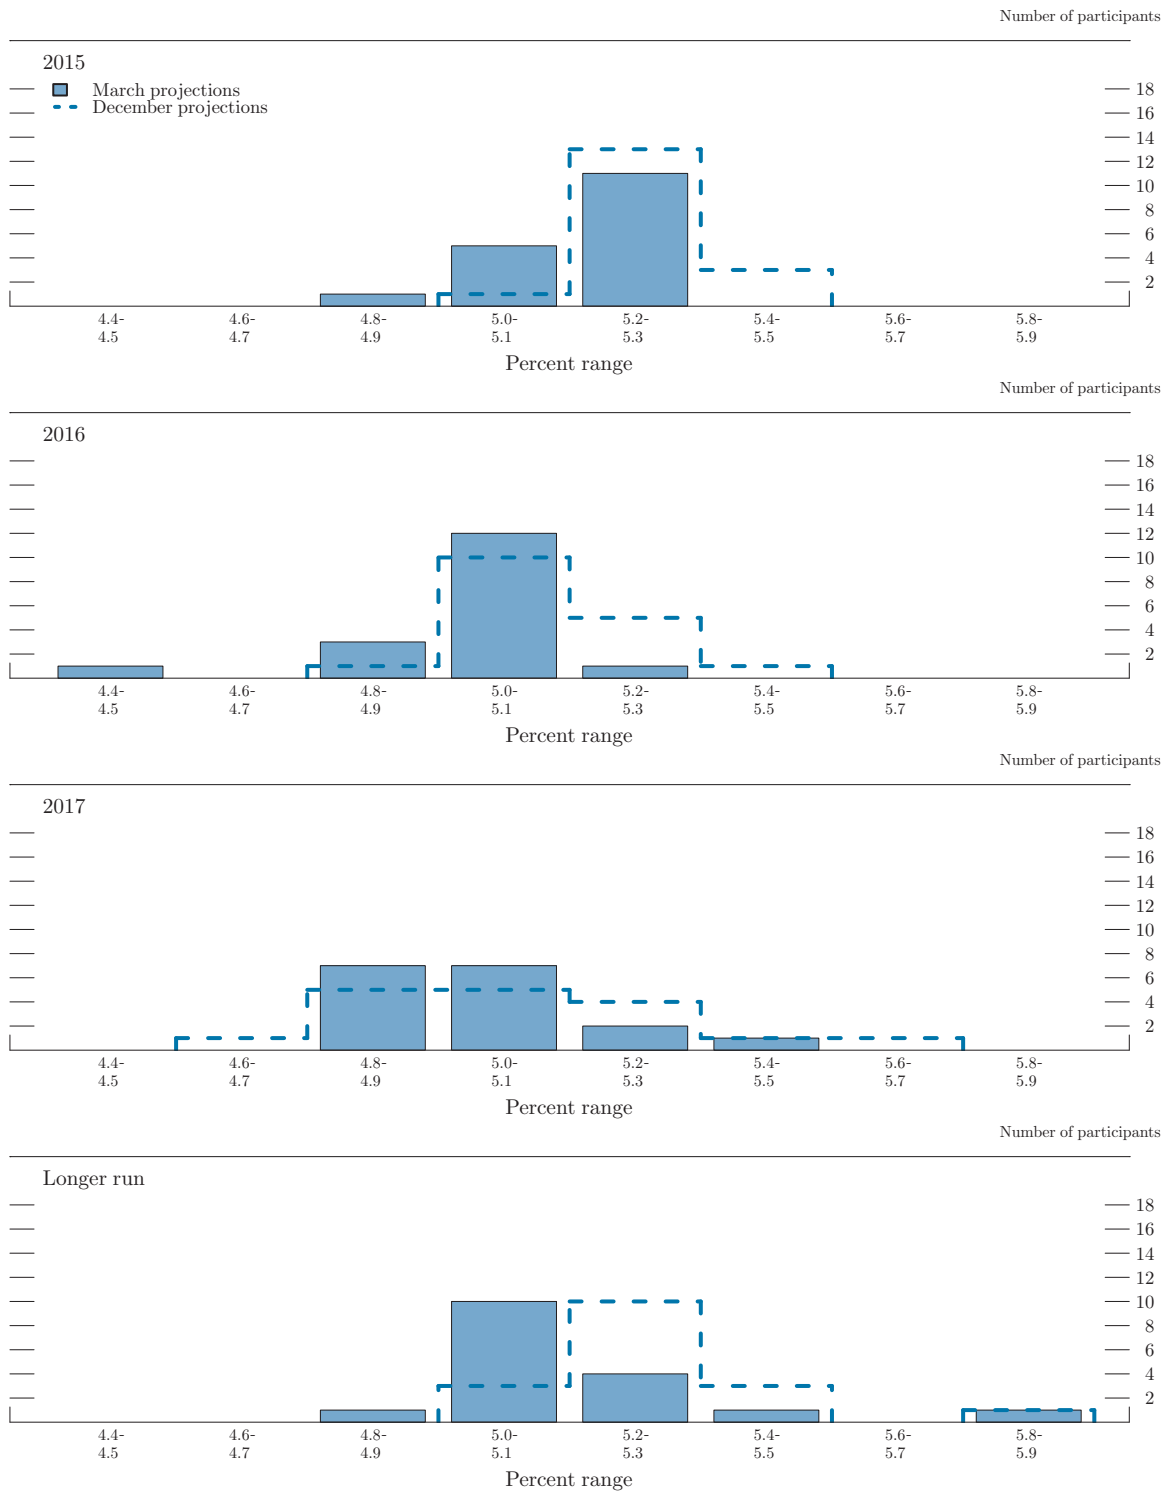 Number of participants
2015
March projections
December projections
18
16
14
12
10
8
6
4
2
4.4- 4.6- 4.8- 5.0- 5.2- 5.4- 5.6- 5.8-
4.5 4.7 4.9 5.1 5.3 5.5 5.7 5.9
Percent range
Number of participants
2016
18
16
14
12
10
8
6
4
2
4.4- 4.6- 4.8- 5.0- 5.2- 5.4- 5.6- 5.8-
4.5 4.7 4.9 5.1 5.3 5.5 5.7 5.9
Percent range
Number of participants
2017
18
16
14
12
10
8
6
4
2
4.4- 4.6- 4.8- 5.0- 5.2- 5.4- 5.6- 5.8-
4.5 4.7 4.9 5.1 5.3 5.5 5.7 5.9
Percent range
Number of participants
Longer run
18
16
14
12
10
8
6
4
2
4.4- 4.6- 4.8- 5.0- 5.2- 5.4- 5.6- 5.8-
4.5 4.7 4.9 5.1 5.3 5.5 5.7 5.9
Percent range